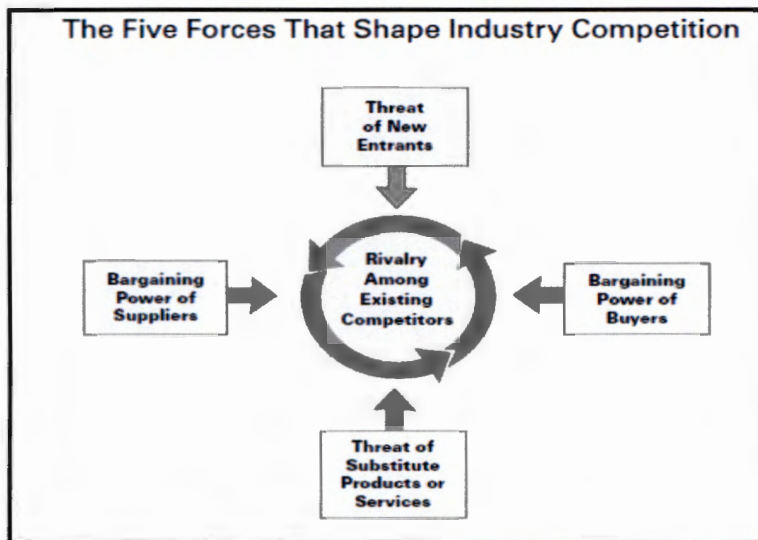 The Five Forces That Shape Industry Competition
Threat
of New
Entrants
Bargaining
Power of
Suppliers
Rivalry
Among
Existing
Competitors
Bargaining
Power of
Buyers
Threat of
Substitute
Products or
Services